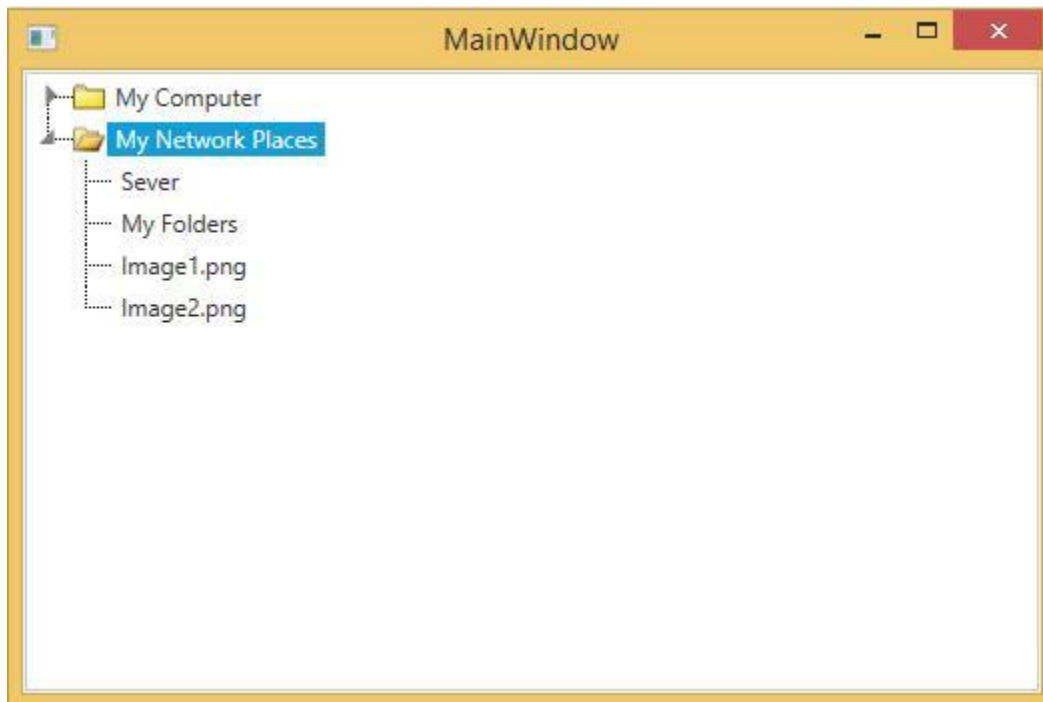 MainWindow
My Computer
My Network Places
Sever
My Folders
Image1.png
Image2.png